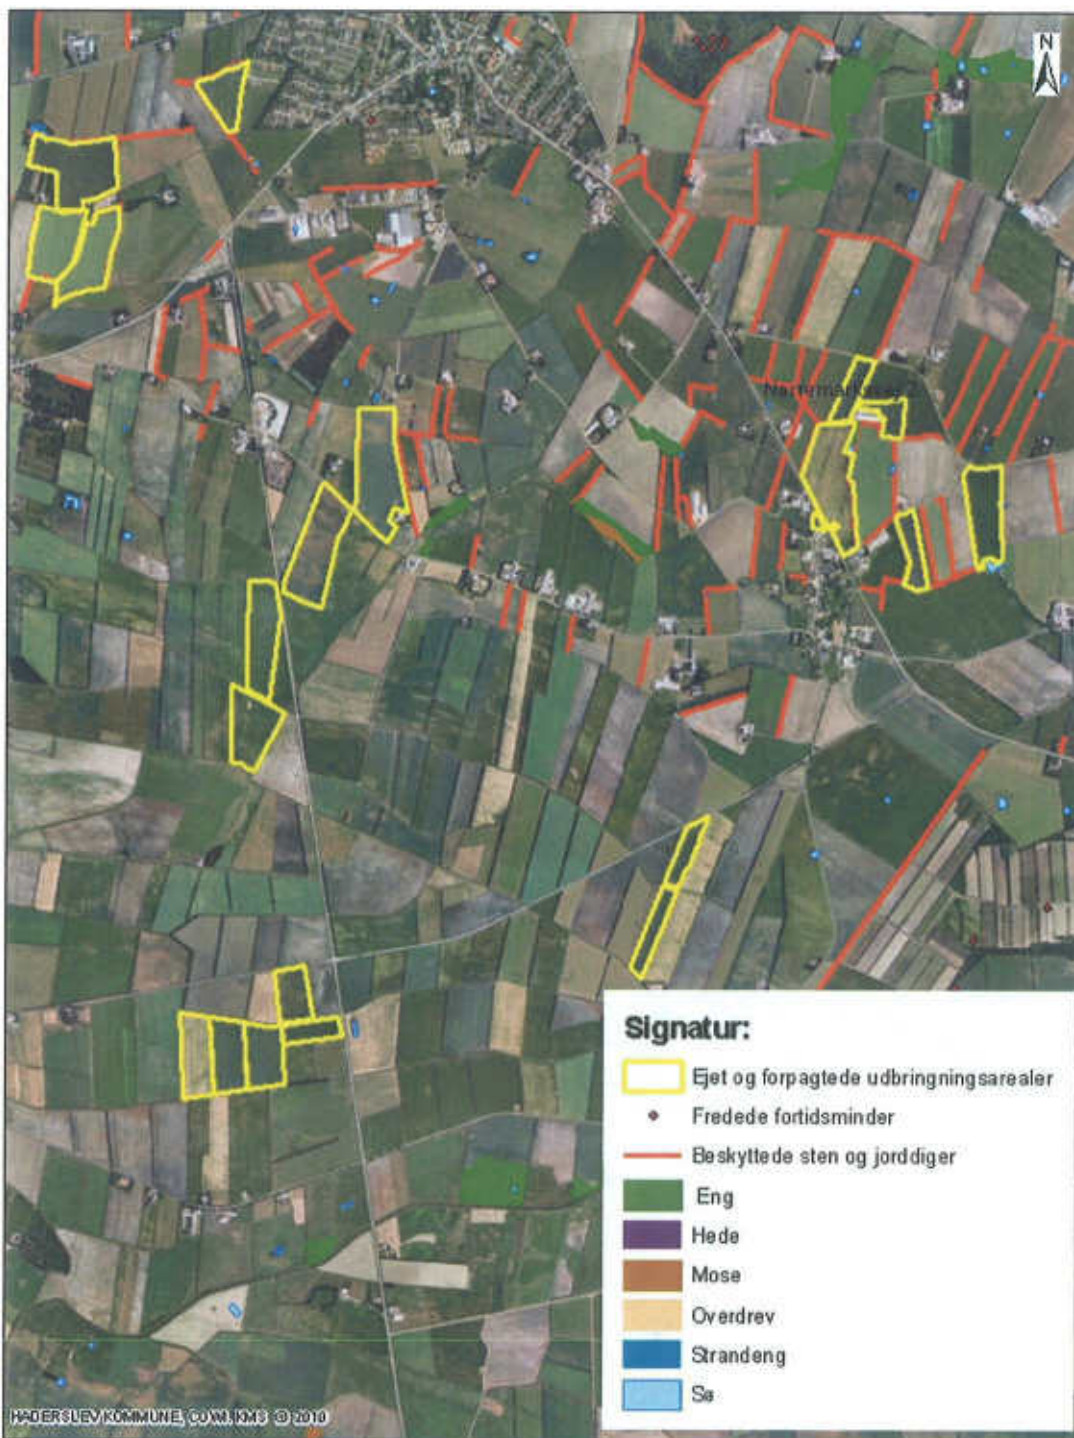 N
Signatur:
Ejet og forpagtede udbringningsarealer
Fredede fortidsminder
Beskyttede sten og jorddiger
Eng
Hede
Mose
Overdrev
Strandeng
Sø
HADERSLEV KOMMUNE, COWI, KMS © 2010